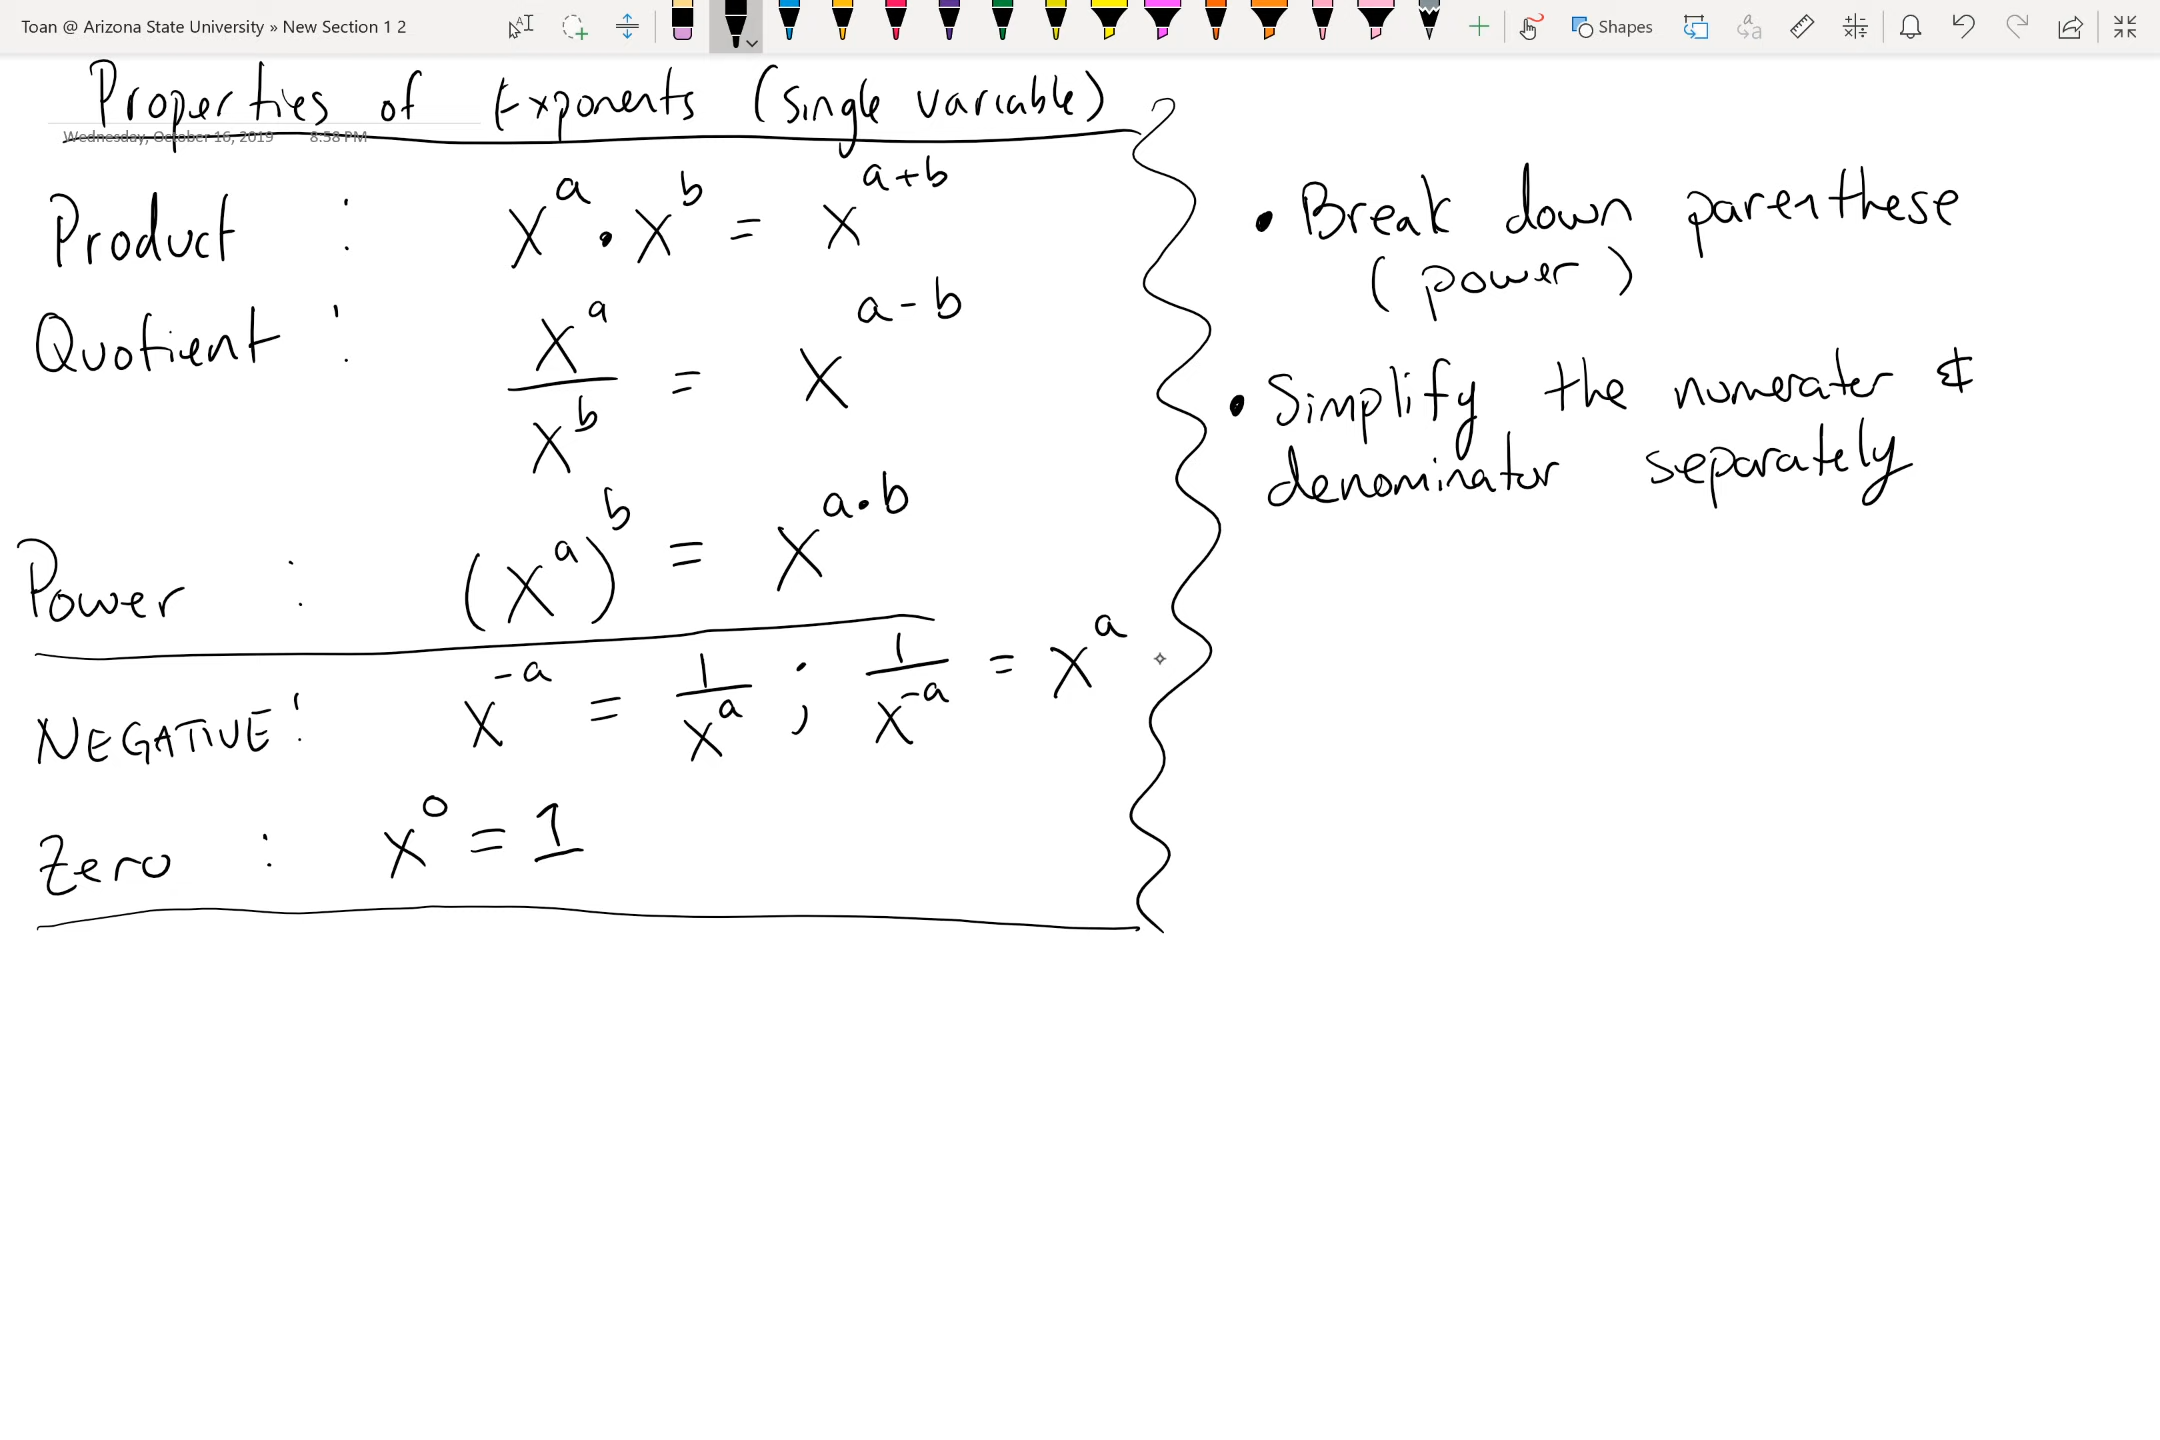 Toan @ Arizona State University » New Section 1 2
Shapes
Properties of Exponents (single variable)
Wednesday, October 16, 2019 8:58 PM
Product : x^a • x^b = x^{a+b}
Quotient : x^a / x^b = x^{a-b}
Power : (x^a)^b = x^{a•b}
NEGATIVE : x^{-a} = 1/x^a ; 1/x^{-a} = x^a
Zero : x^0 = 1
• Break down parenthese
(power)
• Simplify the numerater &
denominator separately